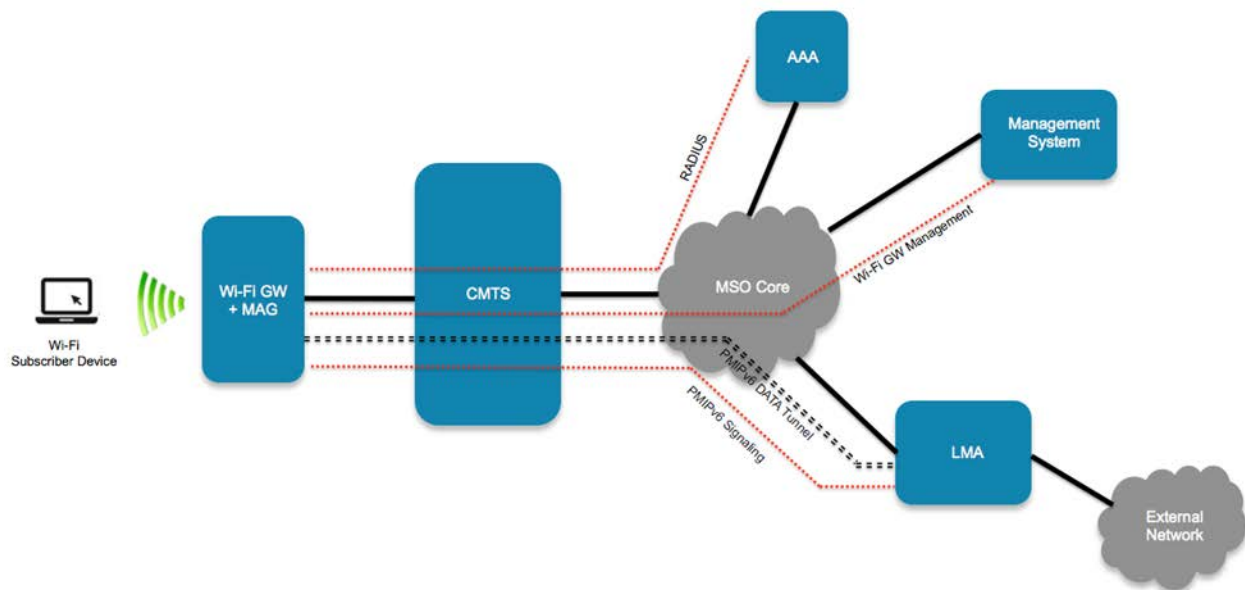 AAA
Management
System
RADIUS
Wi-Fi GW Management
MSO Core
CMTS
Wi-Fi GW
+ MAG
Wi-Fi
Subscriber Device
PMIPv6 DATA Tunnel
PMIPv6 Signaling
LMA
External
Network